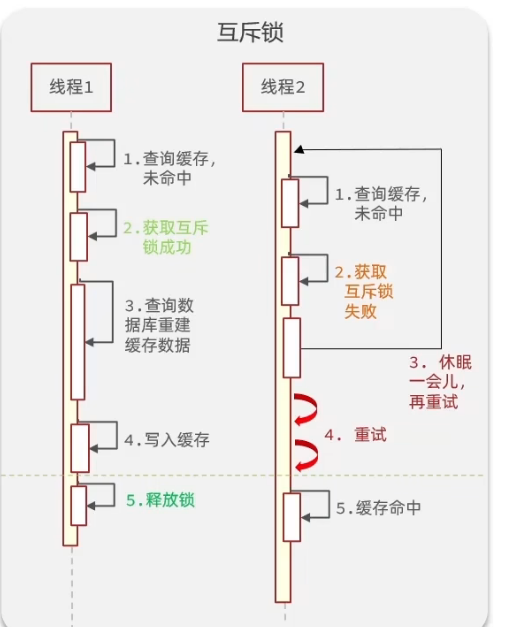 互斥锁
线程1
线程2
1.查询缓存，
未命中
2.获取互斥
锁成功
3.查询数
据库重建
缓存数据
4.写入缓存
5.释放锁
1.查询缓存，
未命中
2.获取
互斥锁
失败
3. 休眠
一会儿，
再重试
4. 重试
5.缓存命中